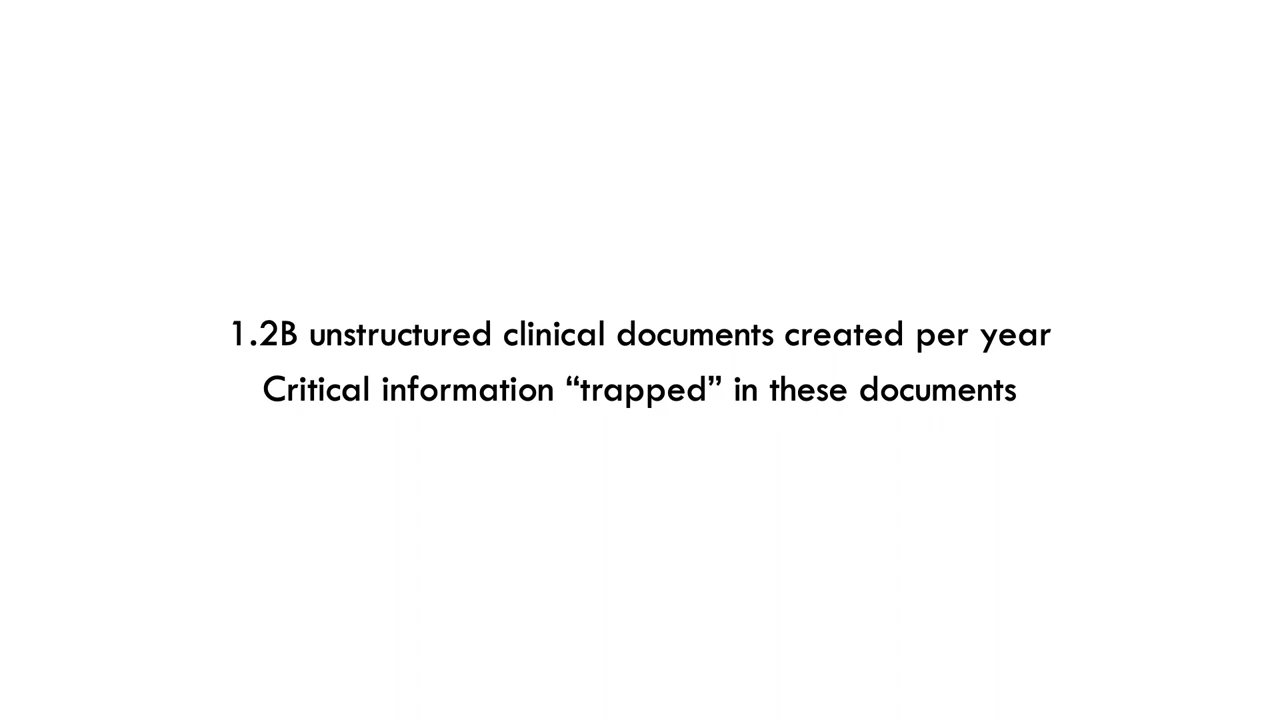 1.2B unstructured clinical documents created per year
Critical information “trapped” in these documents